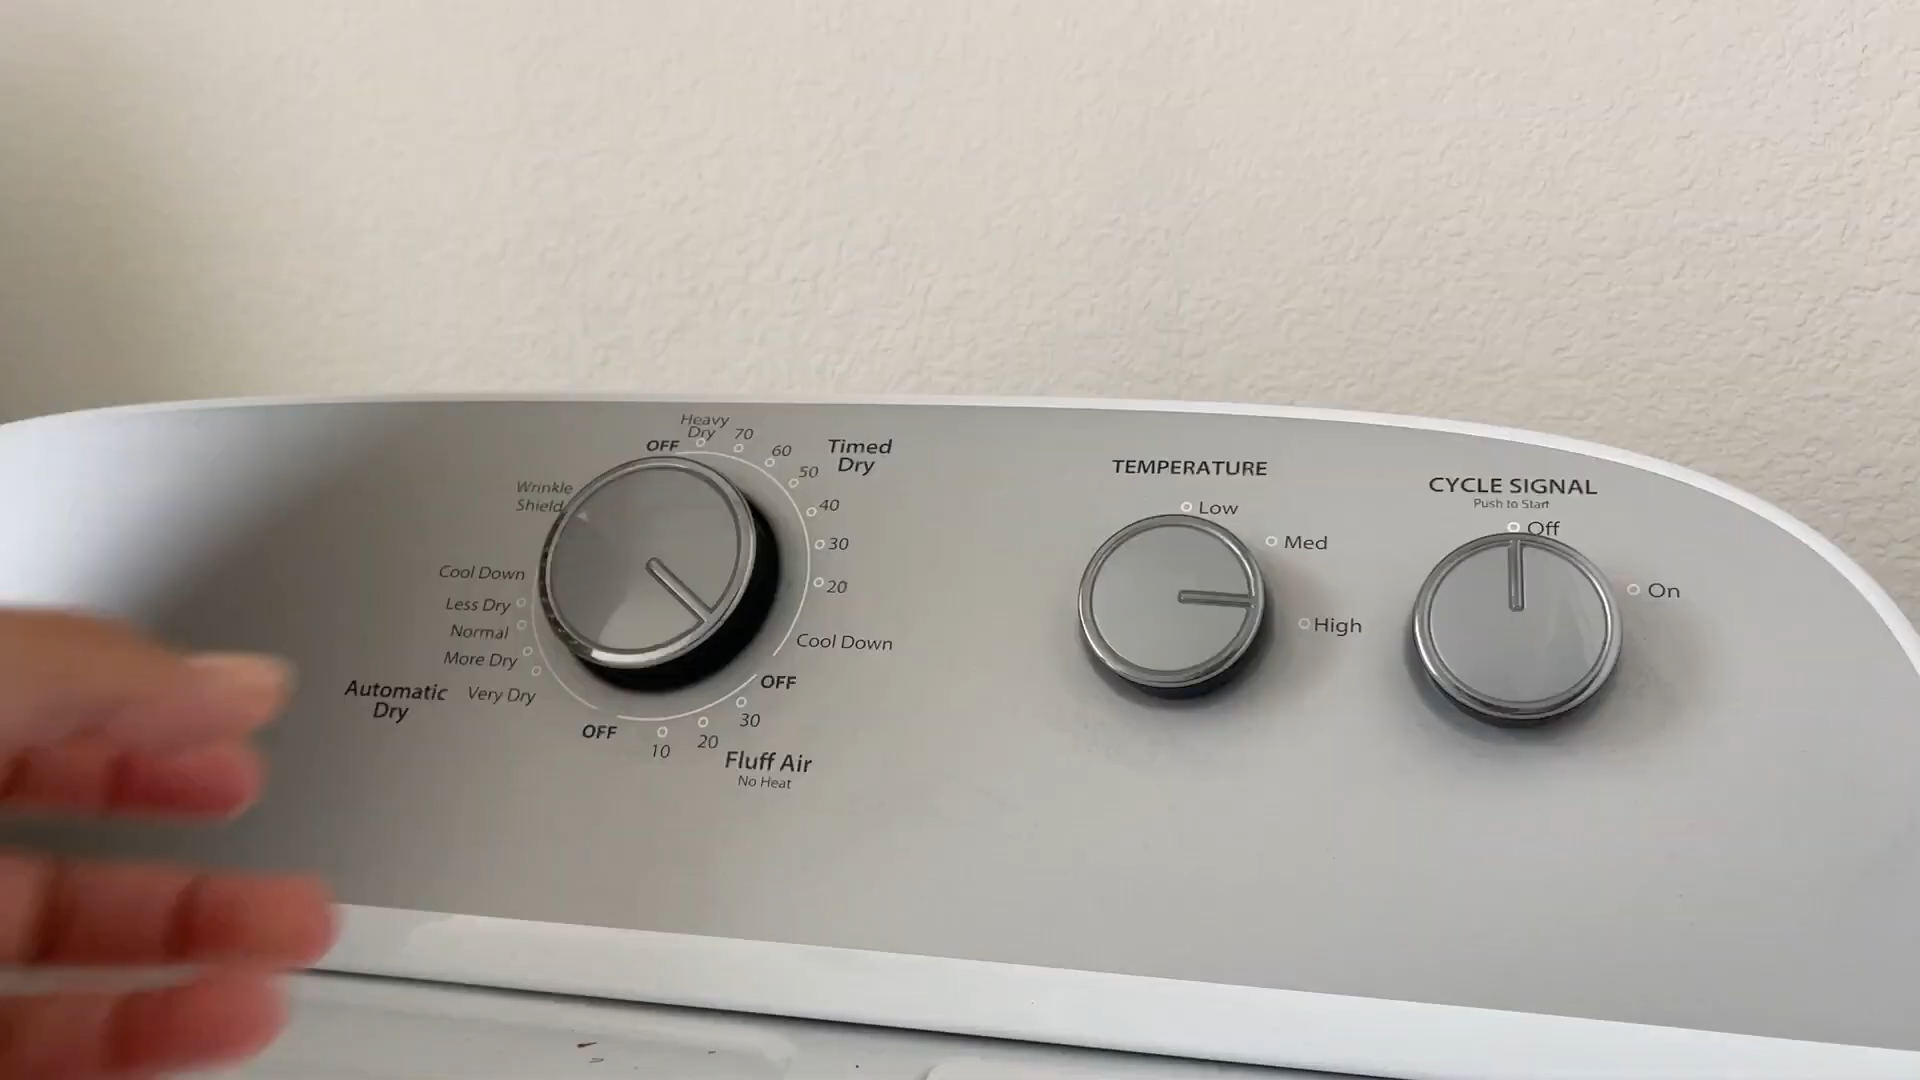 Heavy
Dry
OFF
70
60
50
40
30
20
Timed
Dry
Cool Down
OFF
30
20
10
Fluff Air
No Heat
OFF
Wrinkle
Shield
Cool Down
Less Dry
Normal
More Dry
Very Dry
Automatic
Dry
TEMPERATURE
Low
Med
High
CYCLE SIGNAL
Push to Start
Off
On